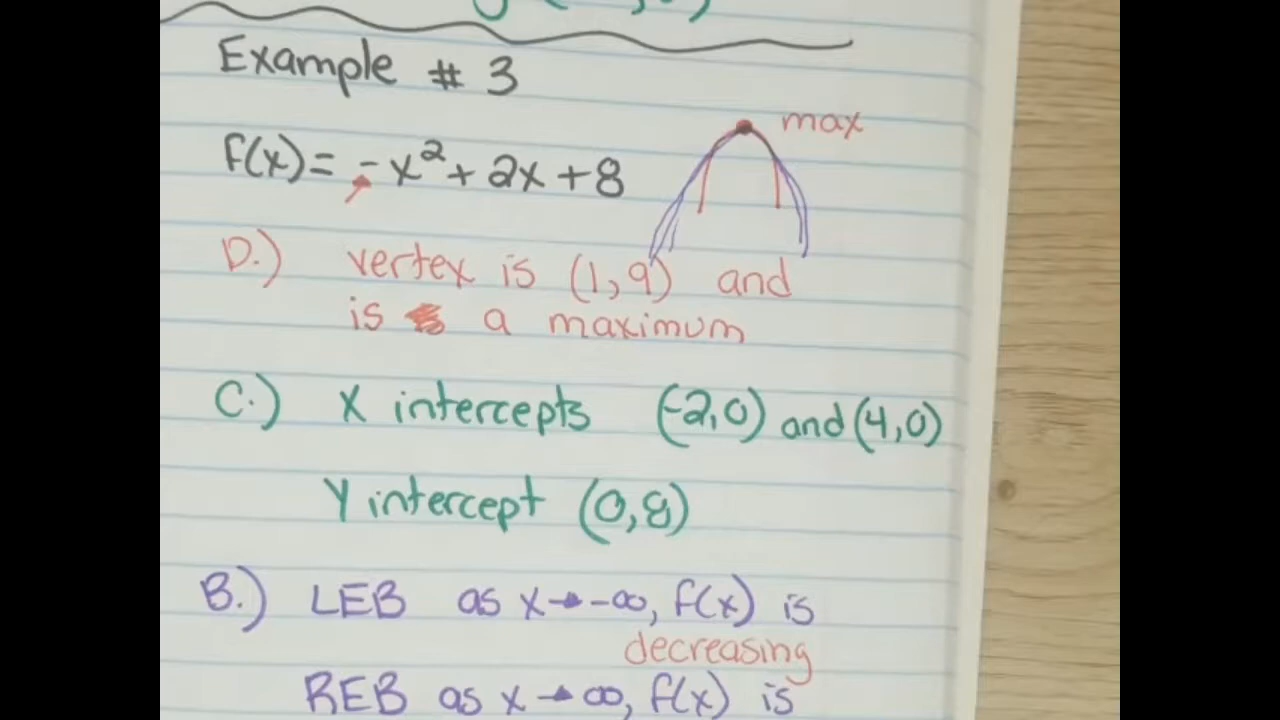 Example # 3
f(x) = -x² + 2x + 8
max
D.) vertex is (1,9) and
is a maximum
C.) X intercepts (-2,0) and (4,0)
Y intercept (0,8)
B.) LEB as x→-∞, f(x) is
decreasing
REB as x→∞, f(x) is